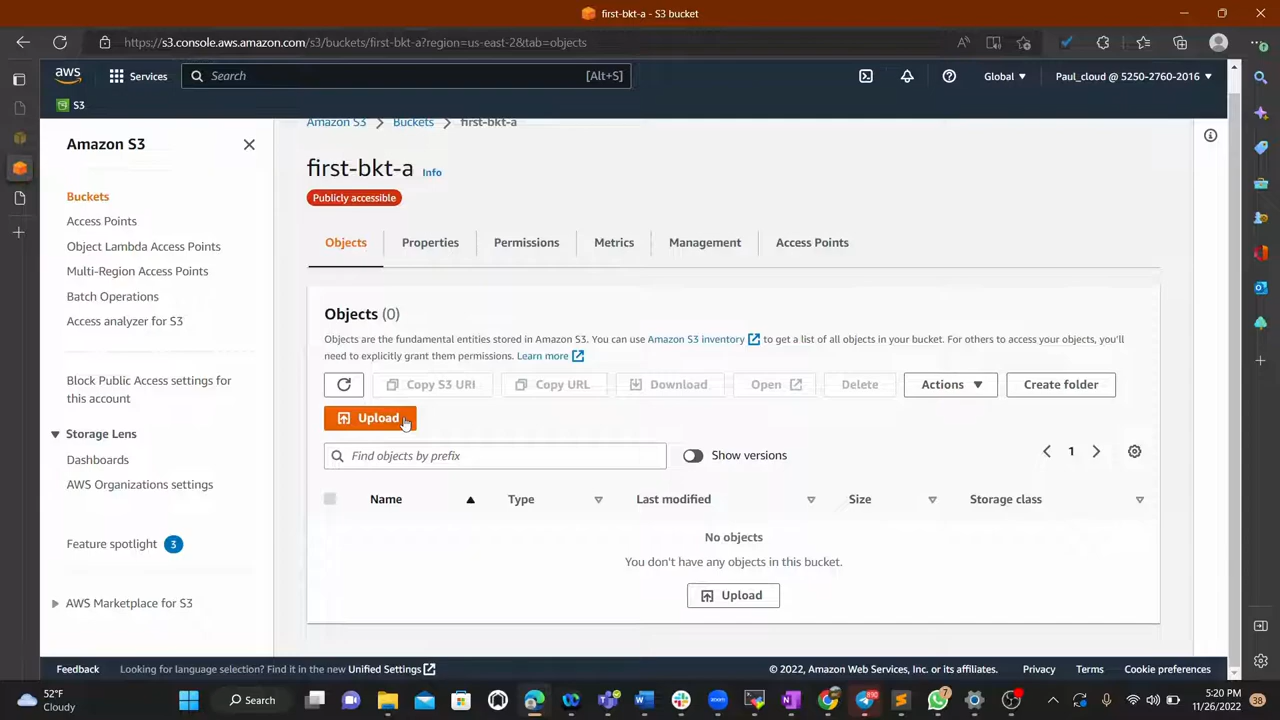 first-bkt-a - S3 bucket
https://s3.console.aws.amazon.com/s3/buckets/first-bkt-a?region=us-east-2&tab=objects
aws
Services
Search
[Alt+S]
Global
Paul_cloud @ 5250-2760-2016
S3
Amazon S3
Buckets
Access Points
Object Lambda Access Points
Multi-Region Access Points
Batch Operations
Access analyzer for S3
Block Public Access settings for
this account
Storage Lens
Dashboards
AWS Organizations settings
Feature spotlight 3
AWS Marketplace for S3
Amazon S3 > Buckets > first-bkt-a
first-bkt-a Info
Publicly accessible
Objects
Properties
Permissions
Metrics
Management
Access Points
Objects (0)
Objects are the fundamental entities stored in Amazon S3. You can use Amazon S3 inventory to get a list of all objects in your bucket. For others to access your objects, you'll
need to explicitly grant them permissions. Learn more
Copy S3 URI
Copy URL
Download
Open
Delete
Actions
Create folder
Upload
Find objects by prefix
Show versions
1
Name
Type
Last modified
Size
Storage class
No objects
You don't have any objects in this bucket.
Upload
Feedback
Looking for language selection? Find it in the new Unified Settings
© 2022, Amazon Web Services, Inc. or its affiliates.
Privacy
Terms
Cookie preferences
52°F
Cloudy
Search
5:20 PM
11/26/2022
38